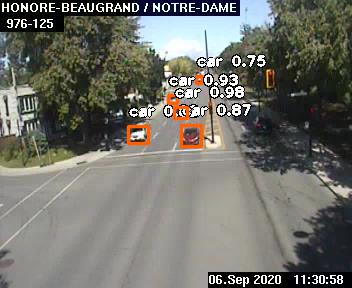 HONORE-BEAUGRAND / NOTRE-DAME
976-125
car 0.75
car 0.93
car 0.98
car 0.87
06.Sep 2020 11:30:58